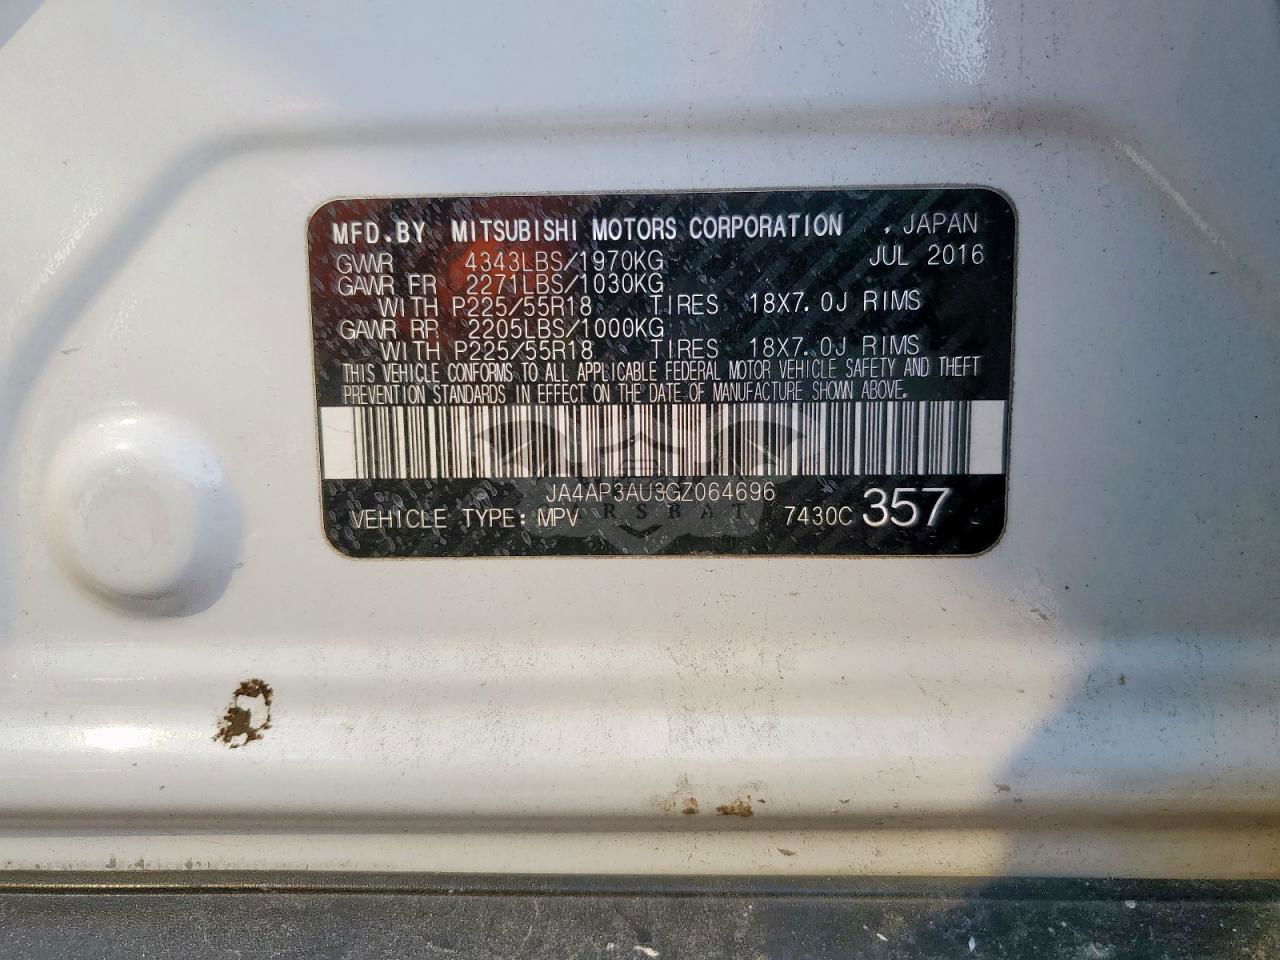 MFD.BY MITSUBISHI MOTORS CORPORATION , JAPAN
GVWR 4343LBS/1970KG JUL 2016
GAWR FR 2271LBS/1030KG
WITH P225/55R18 TIRES 18X7.0J RIMS
GAWR RR 2205LBS/1000KG
WITH P225/55R18 TIRES 18X7.0J RIMS
THIS VEHICLE CONFORMS TO ALL APPLICABLE FEDERAL MOTOR VEHICLE SAFETY AND THEFT
PREVENTION STANDARDS IN EFFECT ON THE DATE OF MANUFACTURE SHOWN ABOVE.
JA4AP3AU3GZ064696
VEHICLE TYPE: MPV 7430C 357